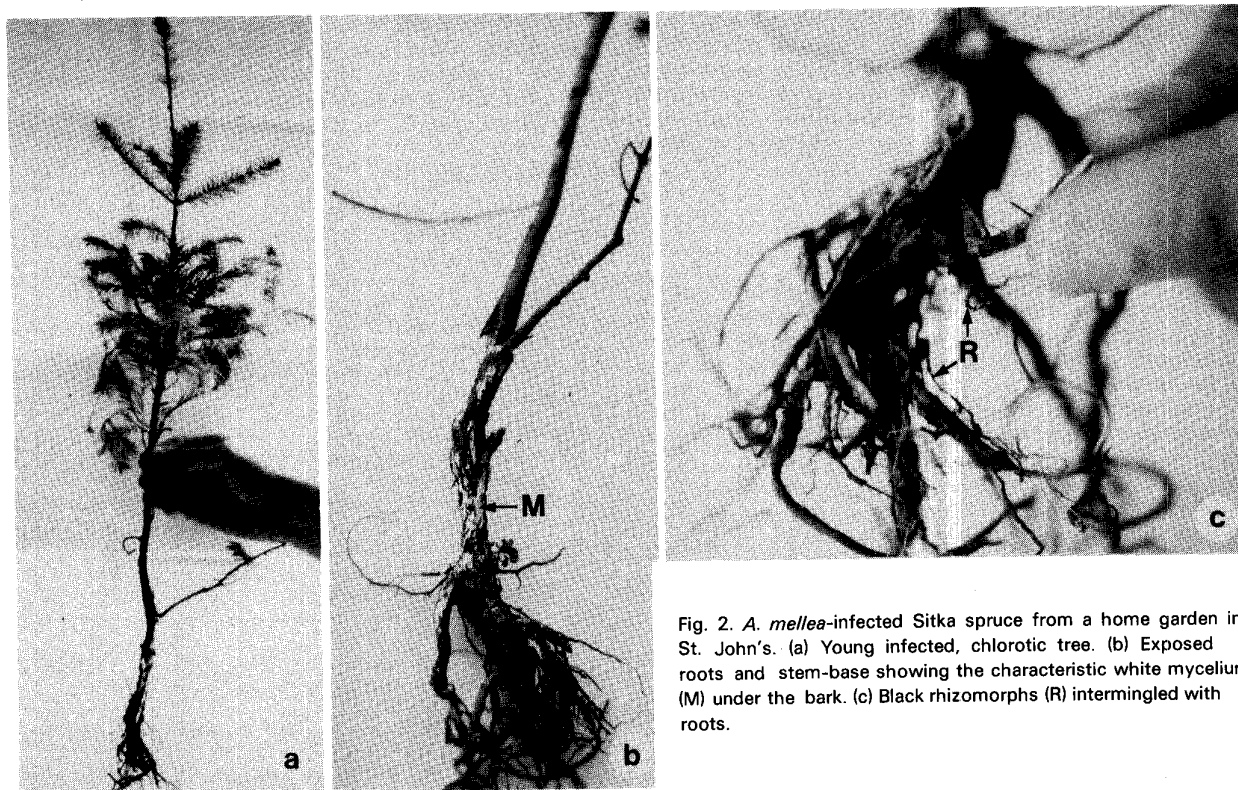 a
M
b
R
c
Fig. 2. A. mellea-infected Sitka spruce from a home garden in
St. John's. (a) Young infected, chlorotic tree. (b) Exposed
roots and stem-base showing the characteristic white mycelium
(M) under the bark. (c) Black rhizomorphs (R) intermingled with
roots.